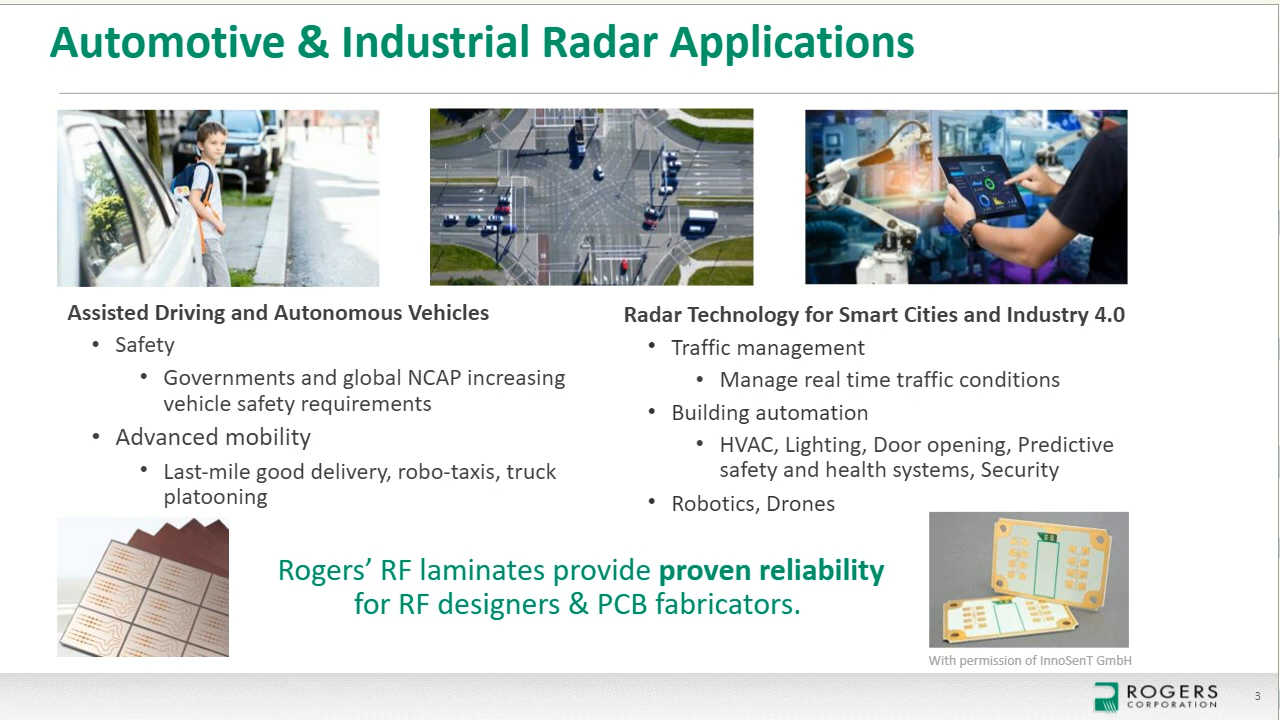 Automotive & Industrial Radar Applications
Assisted Driving and Autonomous Vehicles
• Safety
• Governments and global NCAP increasing
vehicle safety requirements
• Advanced mobility
• Last-mile good delivery, robo-taxis, truck
platooning
Radar Technology for Smart Cities and Industry 4.0
• Traffic management
• Manage real time traffic conditions
• Building automation
• HVAC, Lighting, Door opening, Predictive
safety and health systems, Security
• Robotics, Drones
Rogers’ RF laminates provide proven reliability
for RF designers & PCB fabricators.
With permission of InnoSenT GmbH
ROGERS
CORPORATION
3